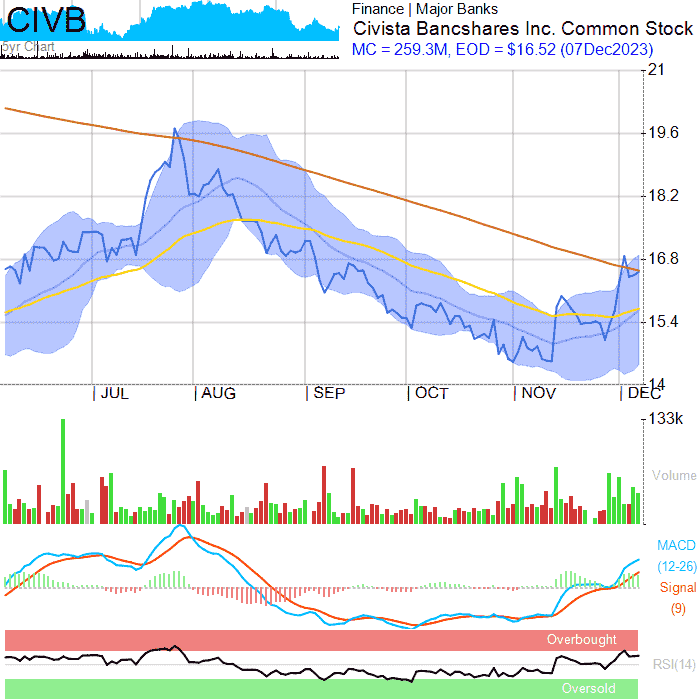 CIVB
5yr Chart
Finance | Major Banks
Civista Bancshares Inc. Common Stock
MC = 259.3M, EOD = $16.52 (07Dec2023)
21
19.6
18.2
16.8
15.4
14
JUL AUG SEP OCT NOV DEC
133k
Volume
MACD
(12-26)
Signal
(9)
Overbought
RSI(14)
Oversold